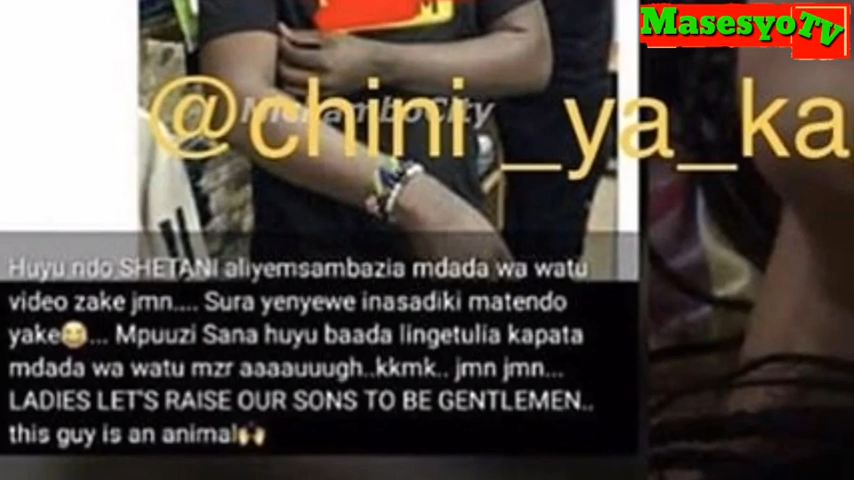 MasesyoTV
@chini_ya_ka
Huyu ndo SHETANI aliyemsambazia mdada wa watu
video zake jmn.... Sura yenyewe inasadiki matendo
yake😆... Mpuuzi Sana huyu baada lingetulia kapata
mdada wa watu mzr aaaauuugh..kkmk.. jmn jmn...
LADIES LET'S RAISE OUR SONS TO BE GENTLEMEN..
this guy is an animal🙌